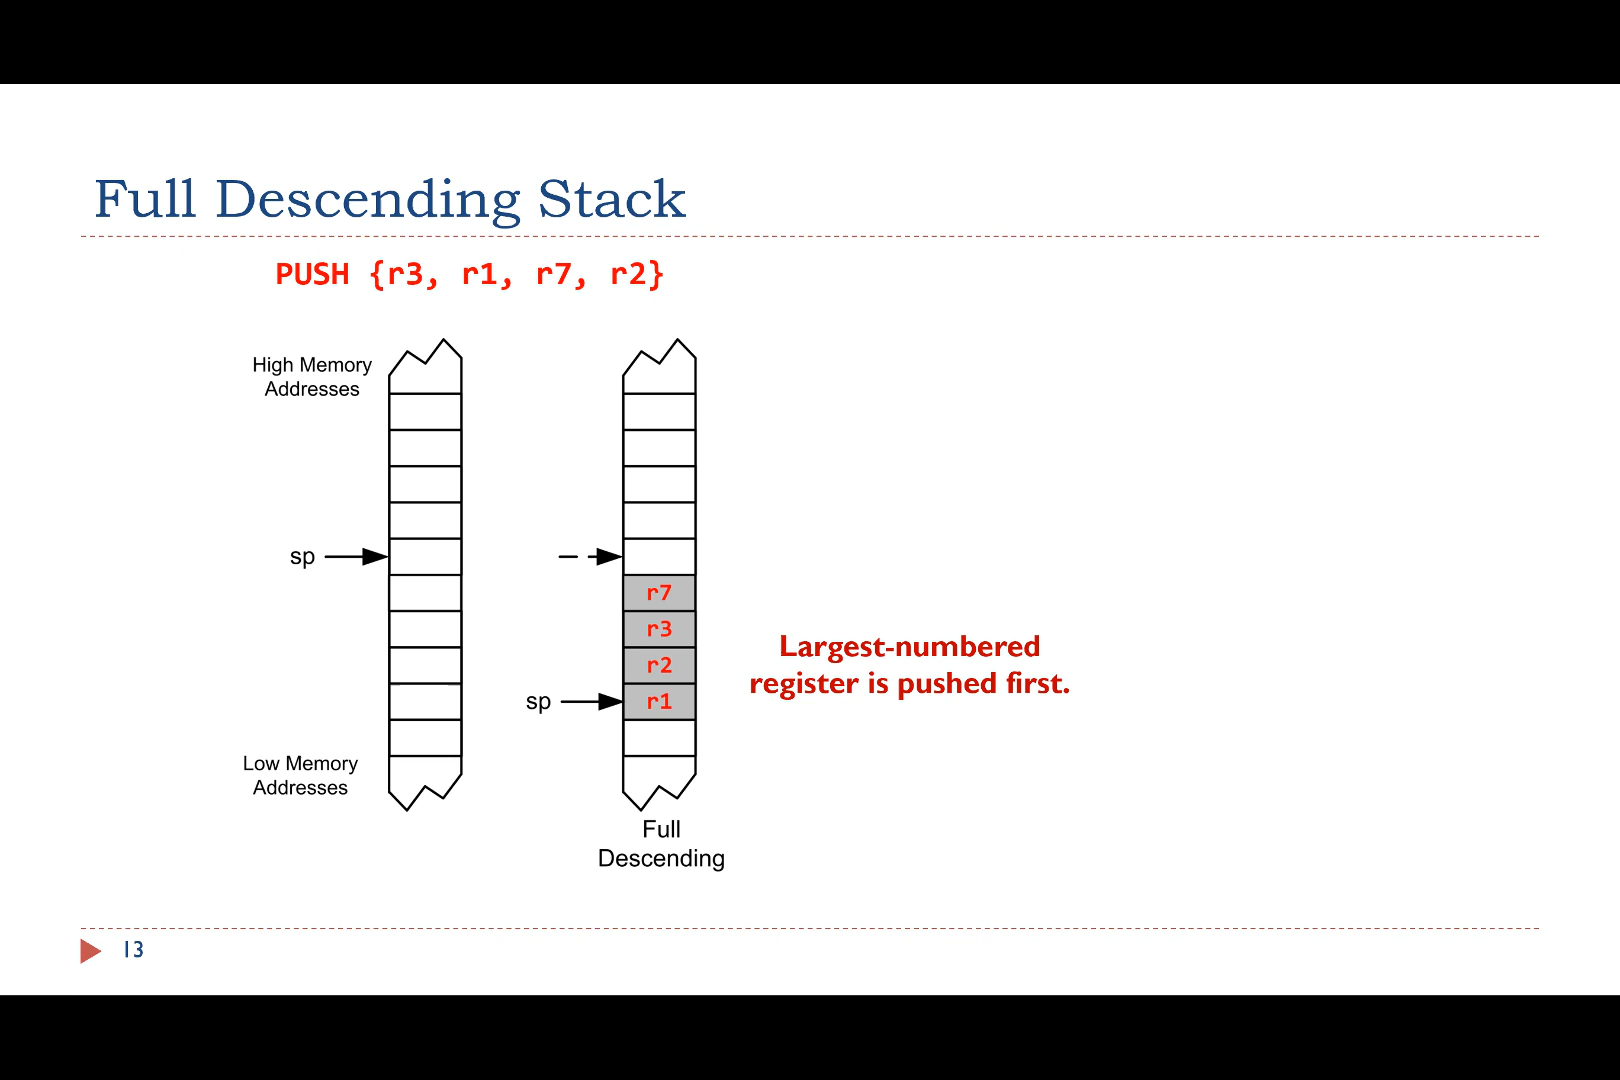 Full Descending Stack
PUSH {r3, r1, r7, r2}
High Memory
Addresses
sp
r7
r3
r2
sp
r1
Largest-numbered
register is pushed first.
Low Memory
Addresses
Full
Descending
13